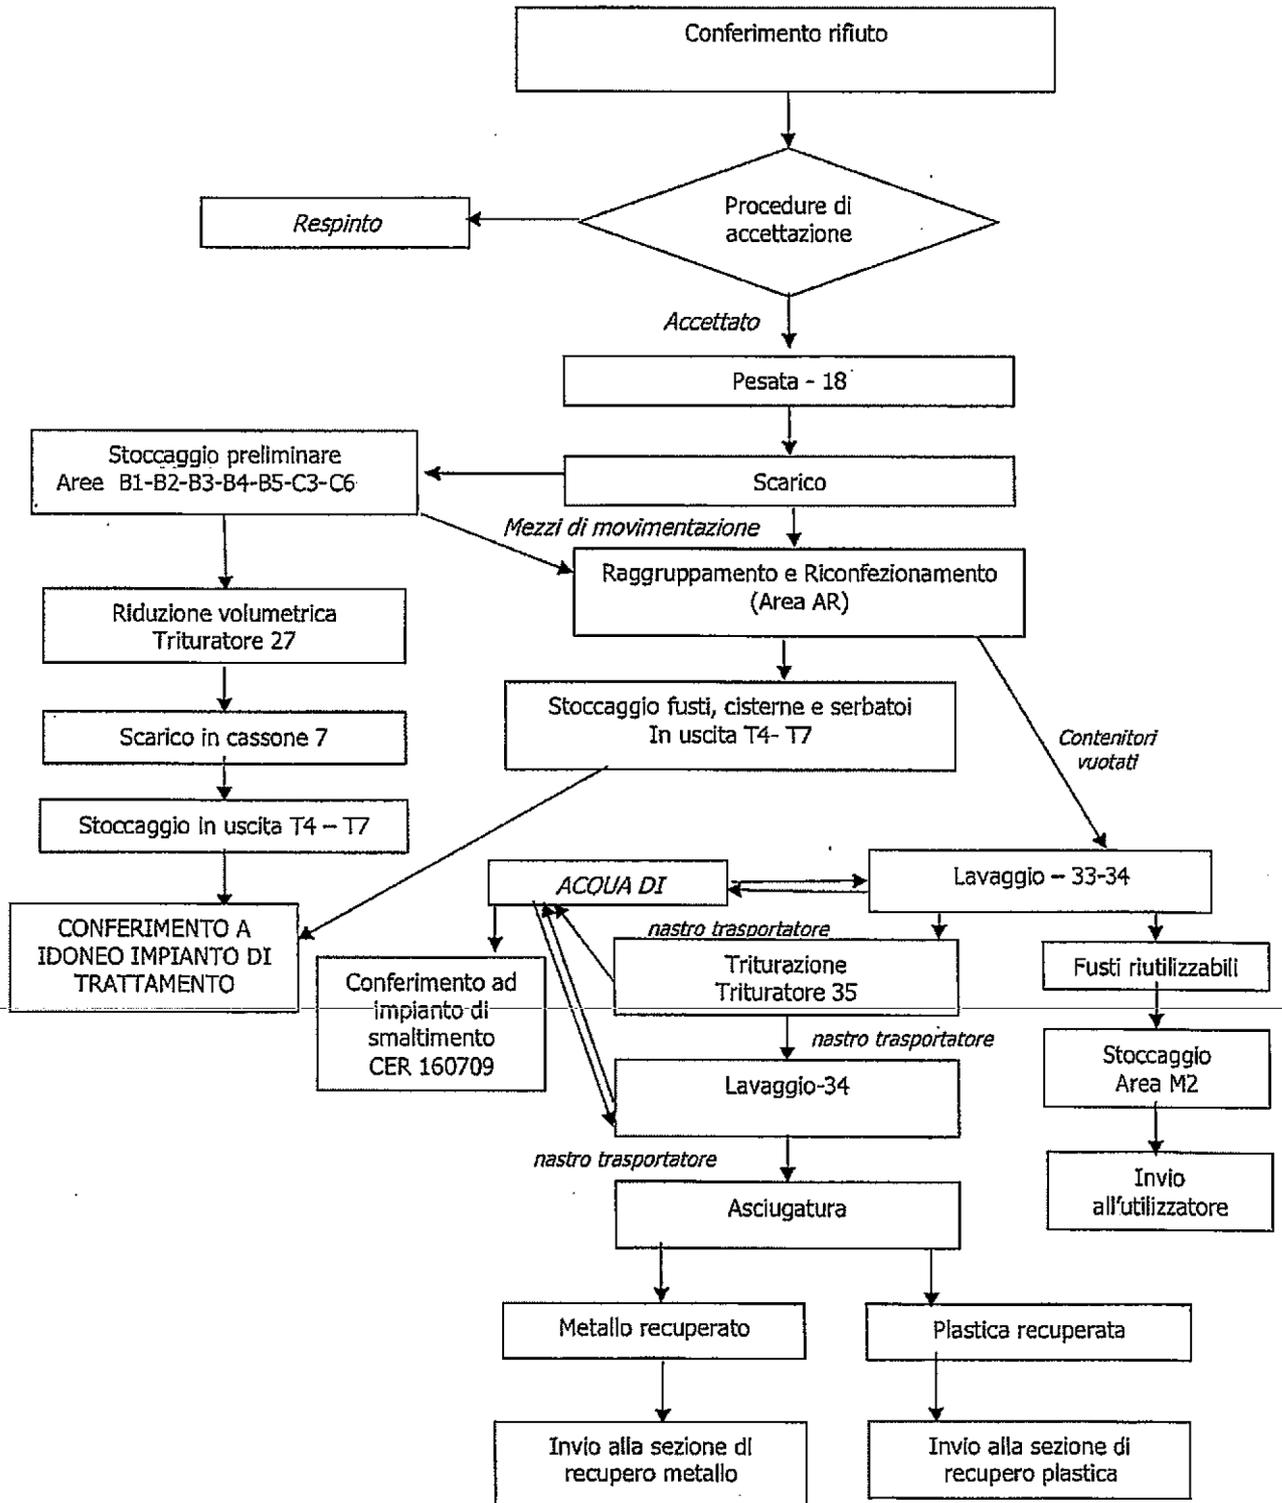 Conferimento rifiuto
Procedure di
accettazione
Respinto
Accettato
Pesata - 18
Scarico
Stoccaggio preliminare
Aree B1-B2-B3-B4-B5-C3-C6
Mezzi di movimentazione
Raggruppamento e Riconfezionamento
(Area AR)
Riduzione volumetrica
Trituratore 27
Scarico in cassone 7
Stoccaggio in uscita T4 – T7
CONFERIMENTO A
IDONEO IMPIANTO DI
TRATTAMENTO
Stoccaggio fusti, cisterne e serbatoi
In uscita T4- T7
Contenitori
vuotati
Lavaggio – 33-34
ACQUA DI
nastro trasportatore
Conferimento ad
impianto di
smaltimento
CER 160709
Triturazione
Trituratore 35
nastro trasportatore
Lavaggio-34
nastro trasportatore
Asciugatura
Fusti riutilizzabili
Stoccaggio
Area M2
Invio
all'utilizzatore
Metallo recuperato
Plastica recuperata
Invio alla sezione di
recupero metallo
Invio alla sezione di
recupero plastica